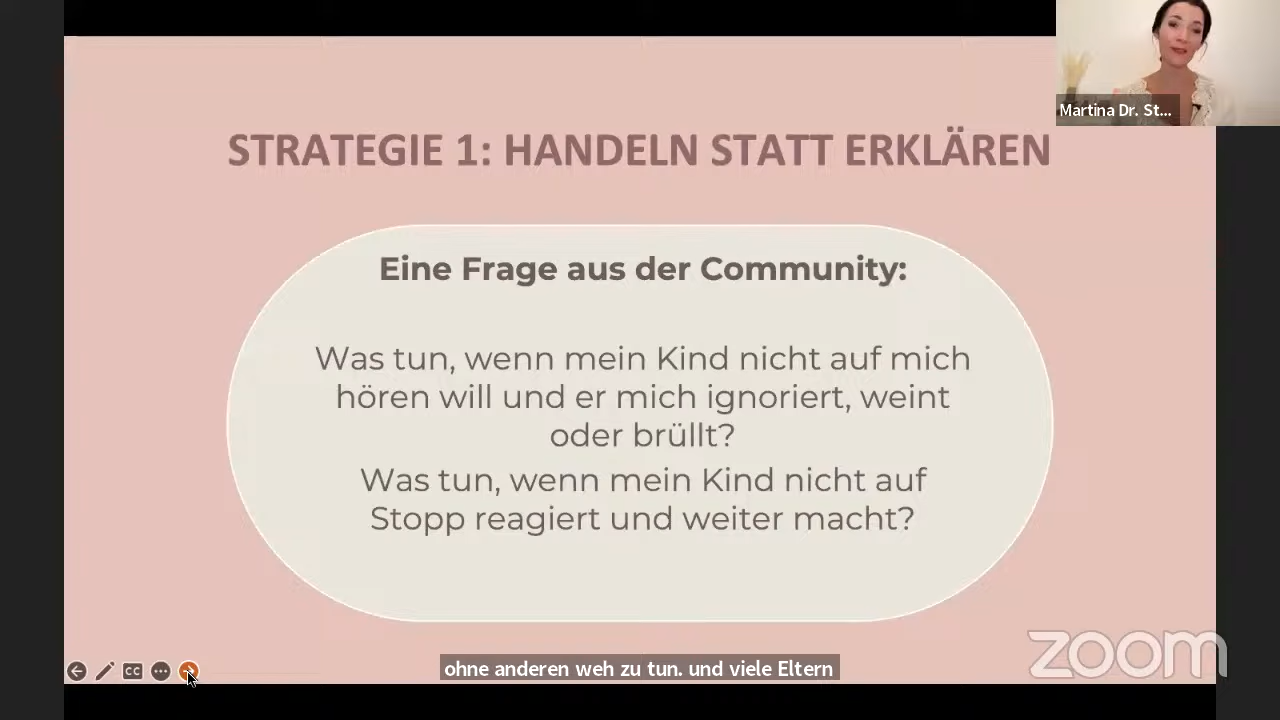 Martina Dr. St...
STRATEGIE 1: HANDELN STATT ERKLÄREN
Eine Frage aus der Community:
Was tun, wenn mein Kind nicht auf mich
hören will und er mich ignoriert, weint
oder brüllt?
Was tun, wenn mein Kind nicht auf
Stopp reagiert und weiter macht?
zoom
CC
ohne anderen weh zu tun. und viele Eltern